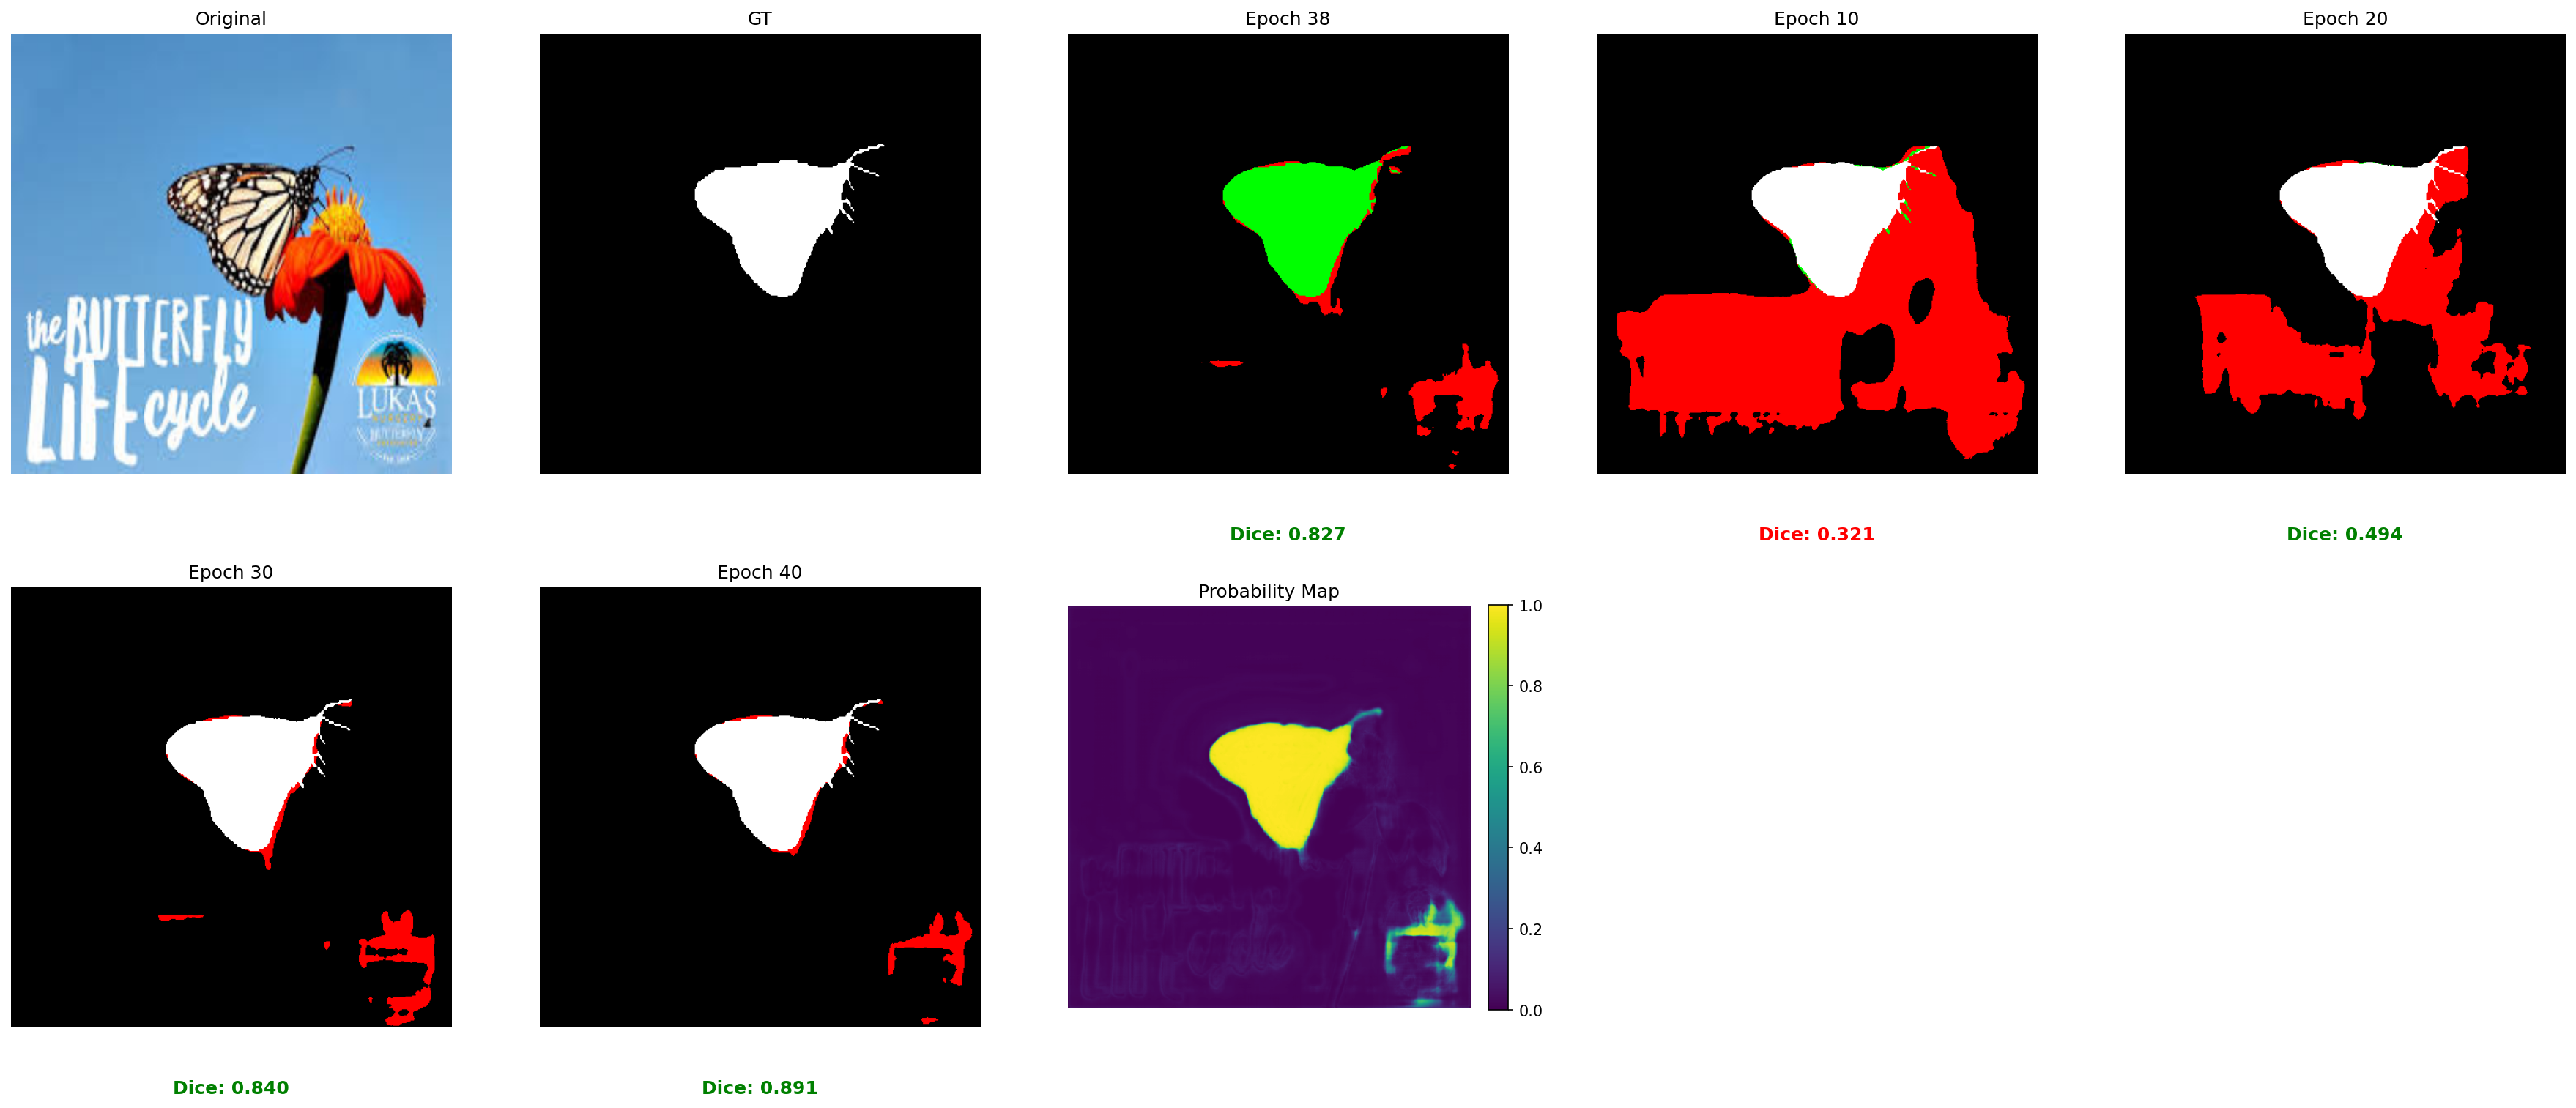 Original
GT
Epoch 38
Epoch 10
Epoch 20
the BUTTERFLY
LIFE cycle
LUKAS
NURSERY
BUTTERFLY
Dice: 0.827
Dice: 0.321
Dice: 0.494
Epoch 30
Epoch 40
Probability Map
1.0
0.8
0.6
0.4
0.2
0.0
Dice: 0.840
Dice: 0.891